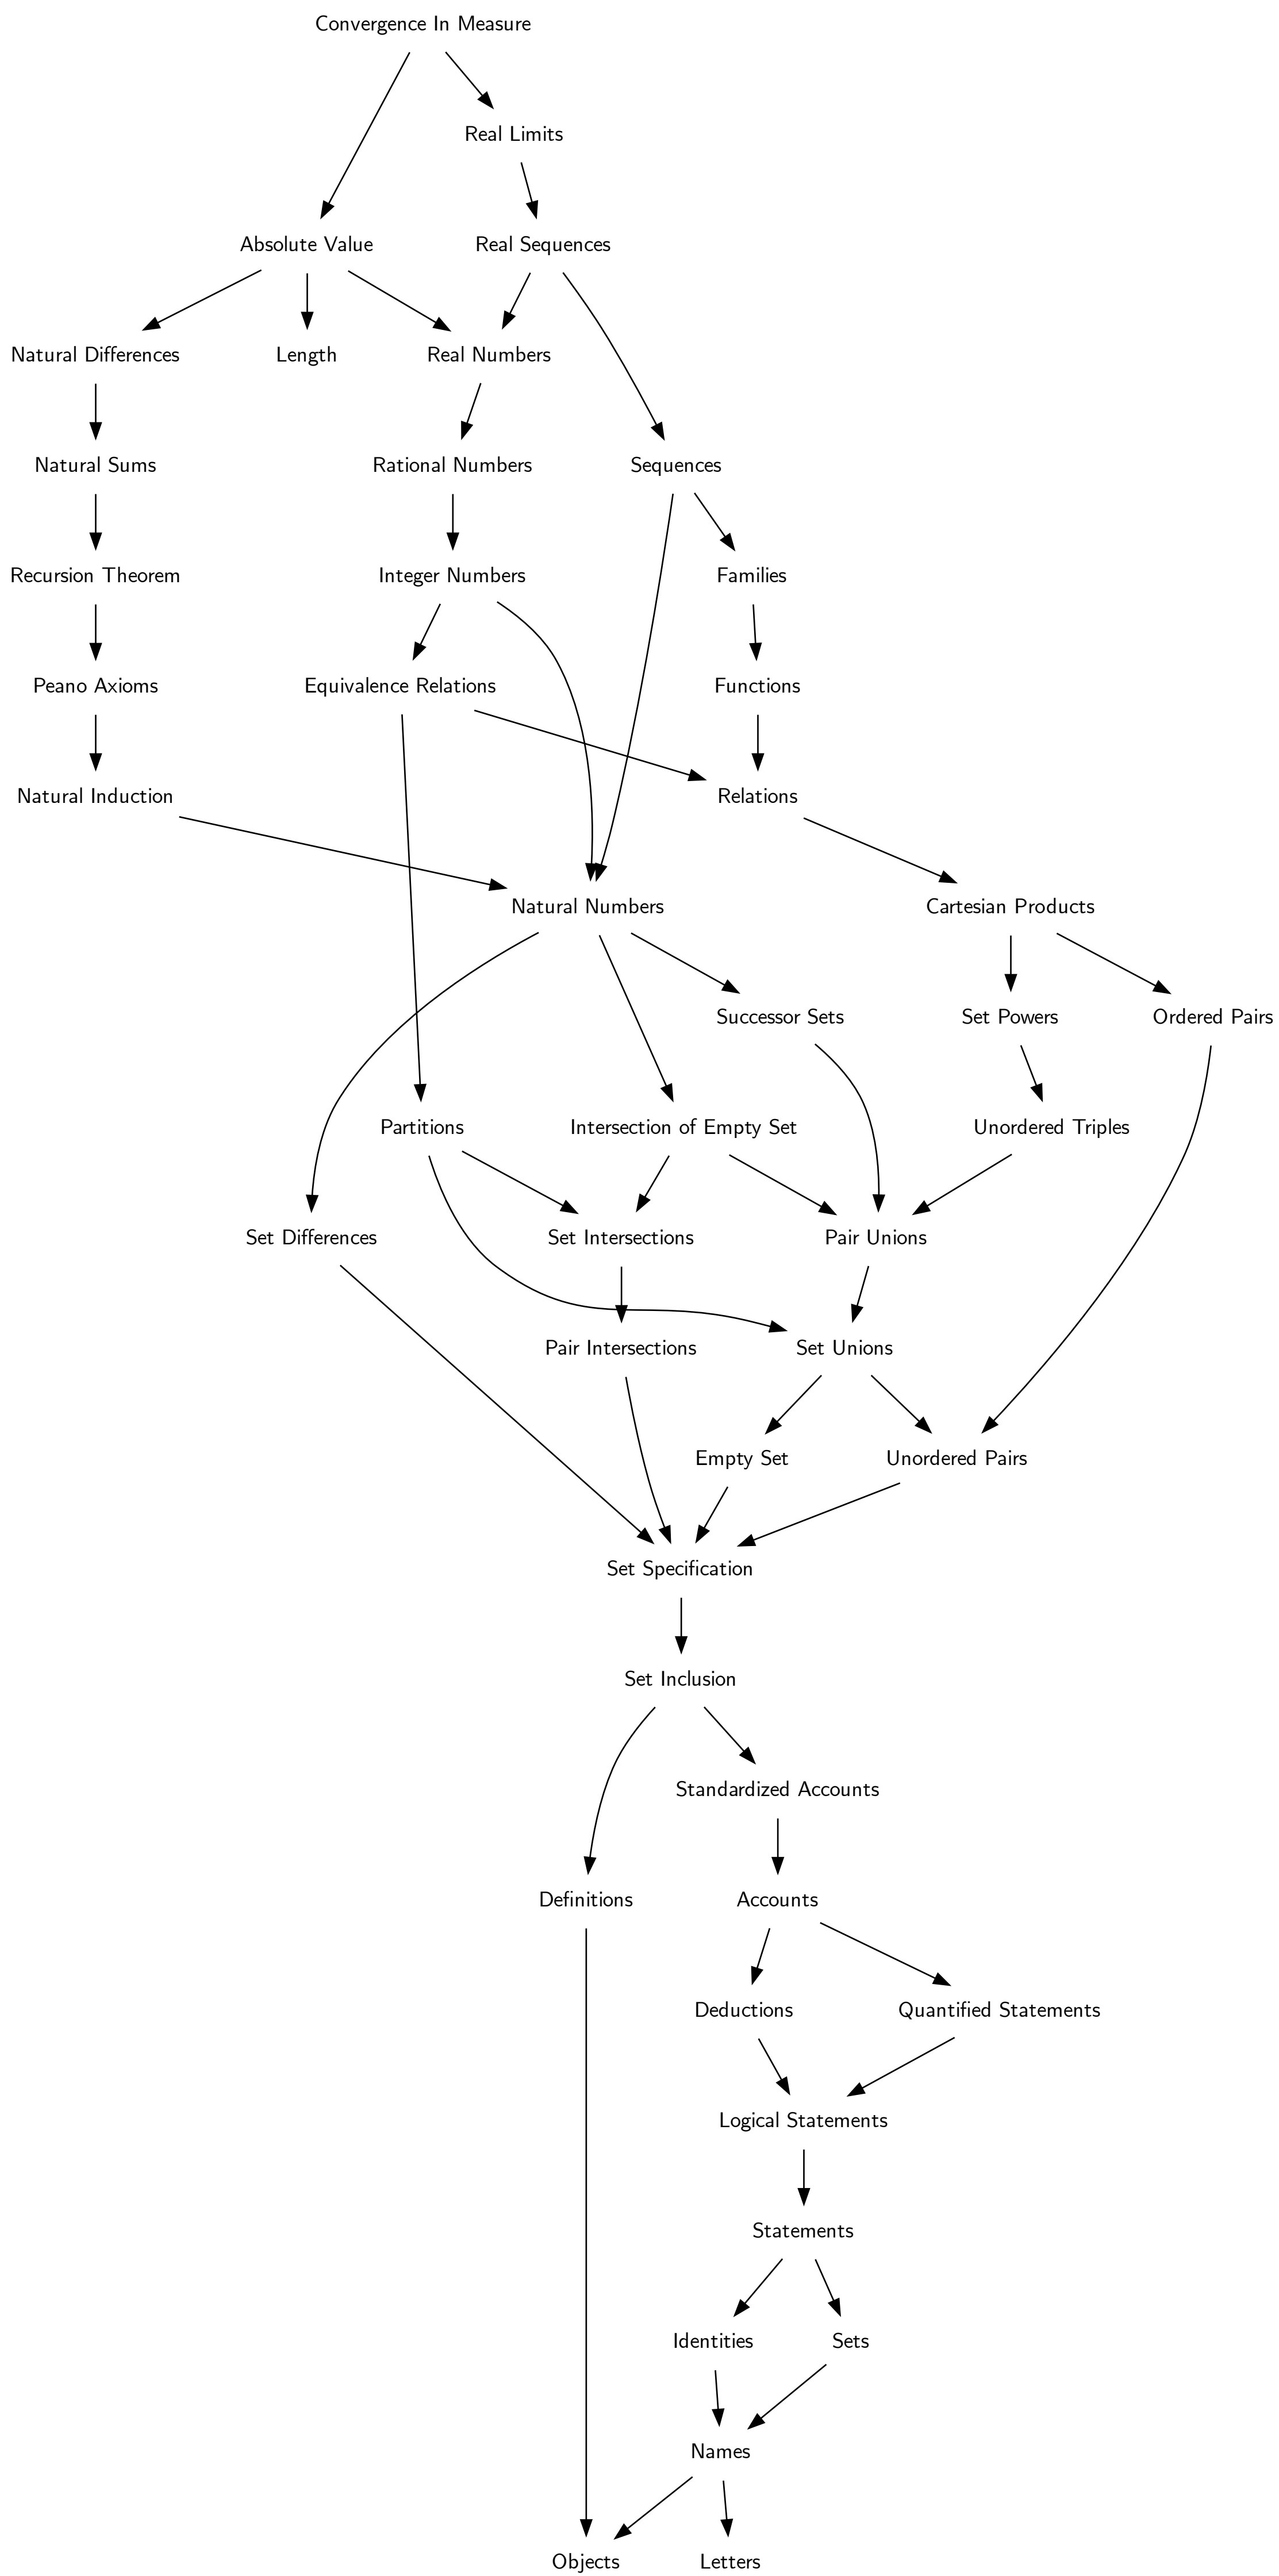 Convergence In Measure
Real Limits
Absolute Value
Real Sequences
Natural Differences
Length
Real Numbers
Natural Sums
Rational Numbers
Sequences
Recursion Theorem
Integer Numbers
Families
Peano Axioms
Equivalence Relations
Functions
Natural Induction
Relations
Natural Numbers
Cartesian Products
Successor Sets
Set Powers
Ordered Pairs
Partitions
Intersection of Empty Set
Unordered Triples
Set Differences
Set Intersections
Pair Unions
Pair Intersections
Set Unions
Empty Set
Unordered Pairs
Set Specification
Set Inclusion
Standardized Accounts
Definitions
Accounts
Deductions
Quantified Statements
Logical Statements
Statements
Identities
Sets
Names
Objects
Letters